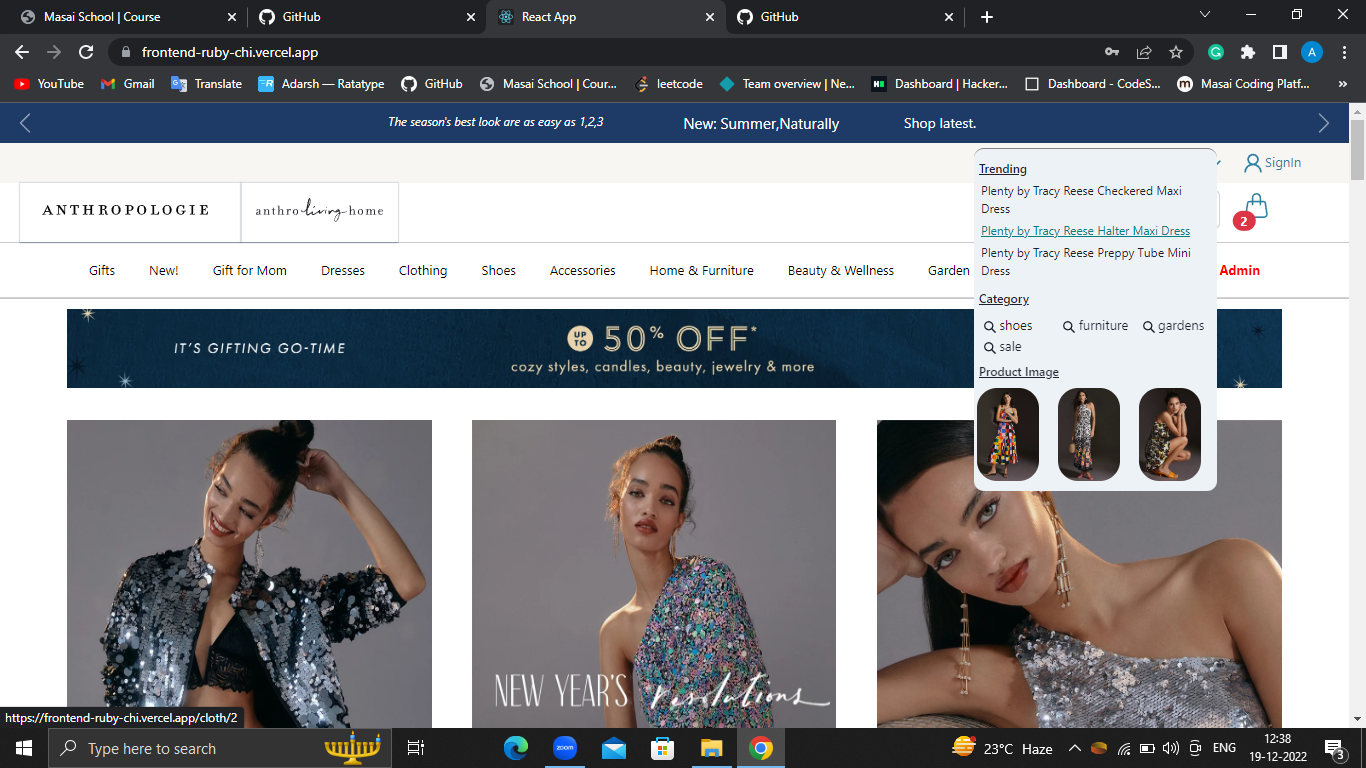 Masai School | Course
GitHub
React App
GitHub
frontend-ruby-chi.vercel.app
A
YouTube
Gmail
Translate
Adarsh — Ratatype
GitHub
Masai School | Cour...
leetcode
Team overview | Ne...
Dashboard | Hacker...
Dashboard - CodeS...
Masai Coding Platf...
»
The season's best look are as easy as 1,2,3
New: Summer,Naturally
Shop latest.
SignIn
ANTHROPOLOGIE
anthroliving home
2
Gifts
New!
Gift for Mom
Dresses
Clothing
Shoes
Accessories
Home & Furniture
Beauty & Wellness
Garden
Admin
Trending
Plenty by Tracy Reese Checkered Maxi
Dress
Plenty by Tracy Reese Halter Maxi Dress
Plenty by Tracy Reese Preppy Tube Mini
Dress
Category
shoes
furniture
gardens
sale
Product Image
IT'S GIFTING GO-TIME
UP TO 50% OFF*
cozy styles, candles, beauty, jewelry & more
NEW YEAR'S resolutions
https://frontend-ruby-chi.vercel.app/cloth/2
Type here to search
zoom
23°C Haze
ENG
12:38
19-12-2022
3